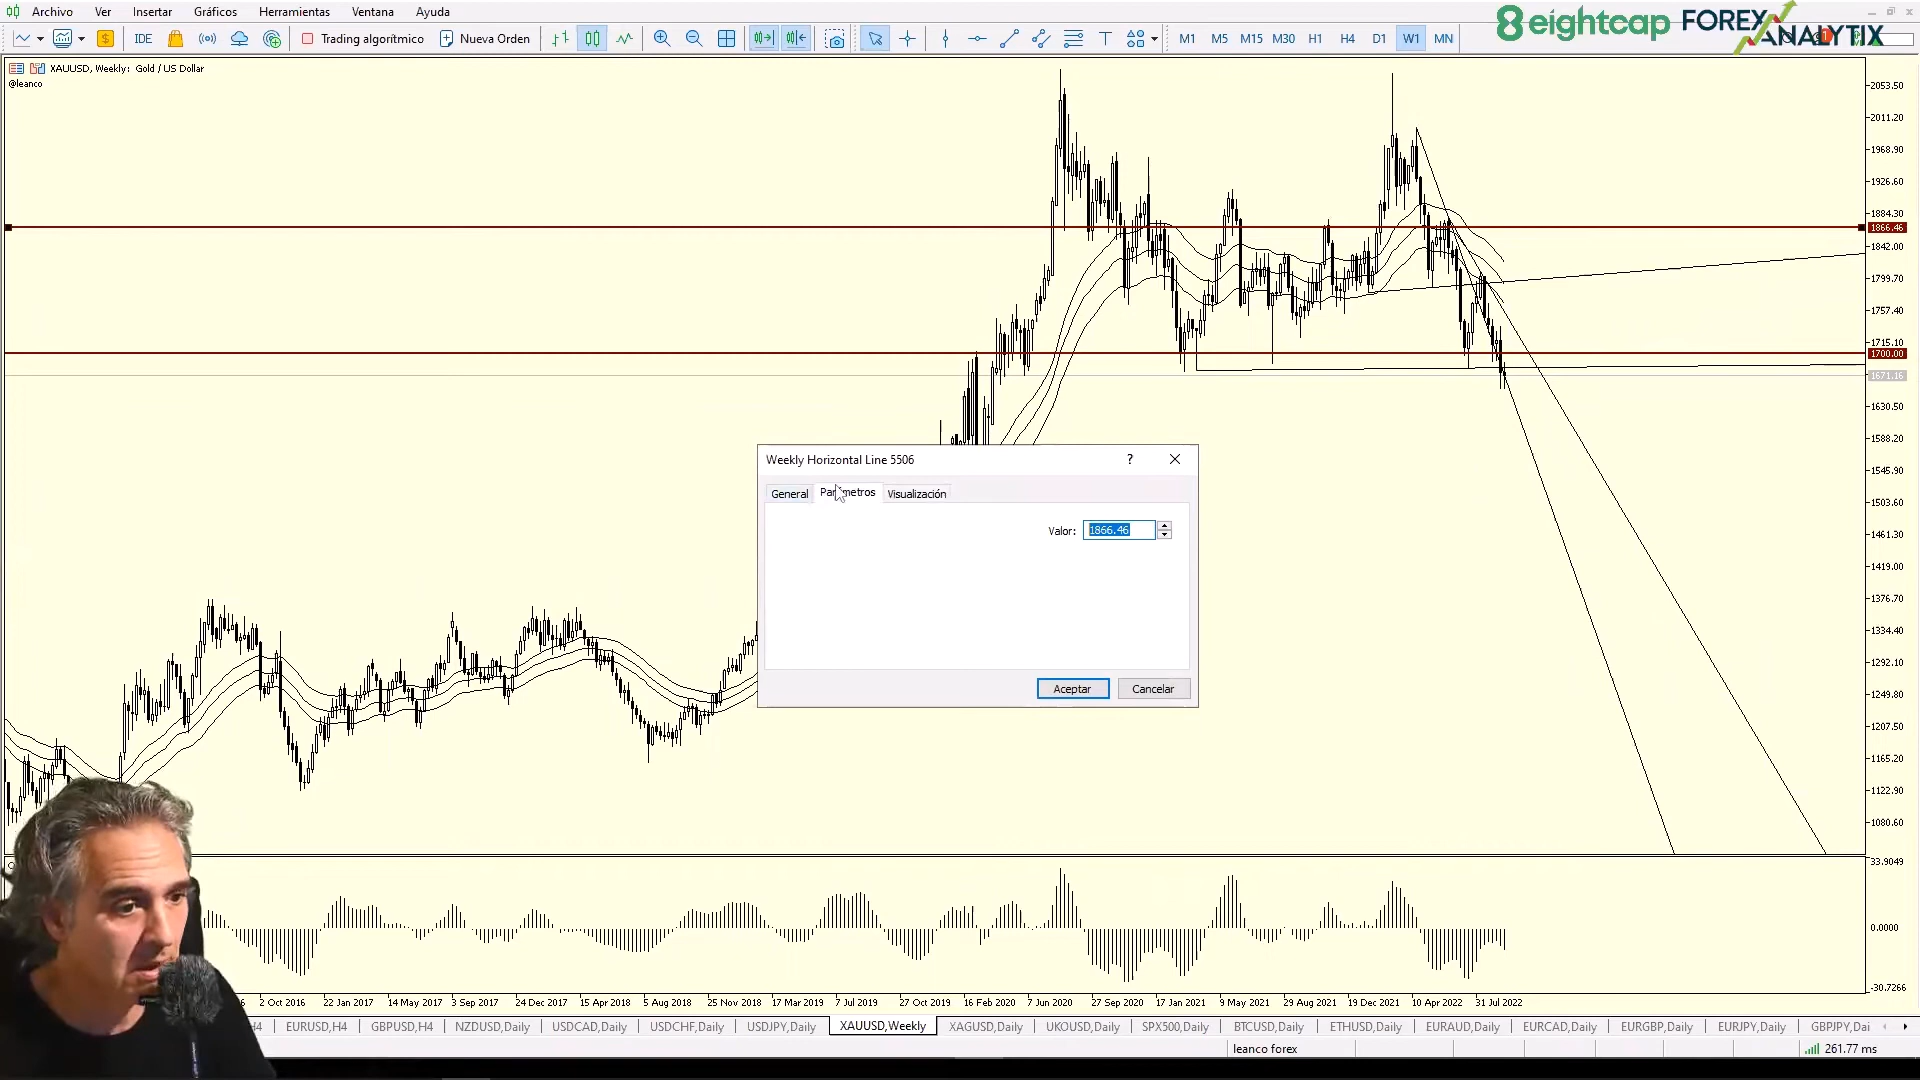 Archivo Ver Insertar Gráficos Herramientas Ventana Ayuda
8 eightcap FOREX ANALYTIX
IDE Trading algorítmico Nueva Orden M1 M5 M15 M30 H1 H4 D1 W1 MN
XAUUSD, Weekly: Gold / US Dollar
@leanco
2053.50
2011.20
1968.90
1926.60
1884.30
1866.46
1842.00
1799.70
1757.40
1715.10
1700.00
1671.16
1630.50
1588.20
1545.90
1503.60
1461.30
1419.00
1376.70
1334.40
1292.10
1249.80
1207.50
1165.20
1122.90
1080.60
Weekly Horizontal Line 5506 ?
General Parámetros Visualización
Valor: 1866.46
Aceptar Cancelar
33.9049
0.0000
-30.7266
2 Oct 2016 22 Jan 2017 14 May 2017 3 Sep 2017 24 Dec 2017 15 Apr 2018 5 Aug 2018 25 Nov 2018 17 Mar 2019 7 Jul 2019 27 Oct 2019 16 Feb 2020 7 Jun 2020 27 Sep 2020 17 Jan 2021 9 May 2021 29 Aug 2021 19 Dec 2021 10 Apr 2022 31 Jul 2022
H4 EURUSD,H4 GBPUSD,H4 NZDUSD,Daily USDCAD,Daily USDCHF,Daily USDJPY,Daily XAUUSD,Weekly XAGUSD,Daily UKOUSD,Daily SPX500,Daily BTCUSD,Daily ETHUSD,Daily EURAUD,Daily EURCAD,Daily EURGBP,Daily EURJPY,Daily GBPJPY,Dai
leanco forex 261.77 ms